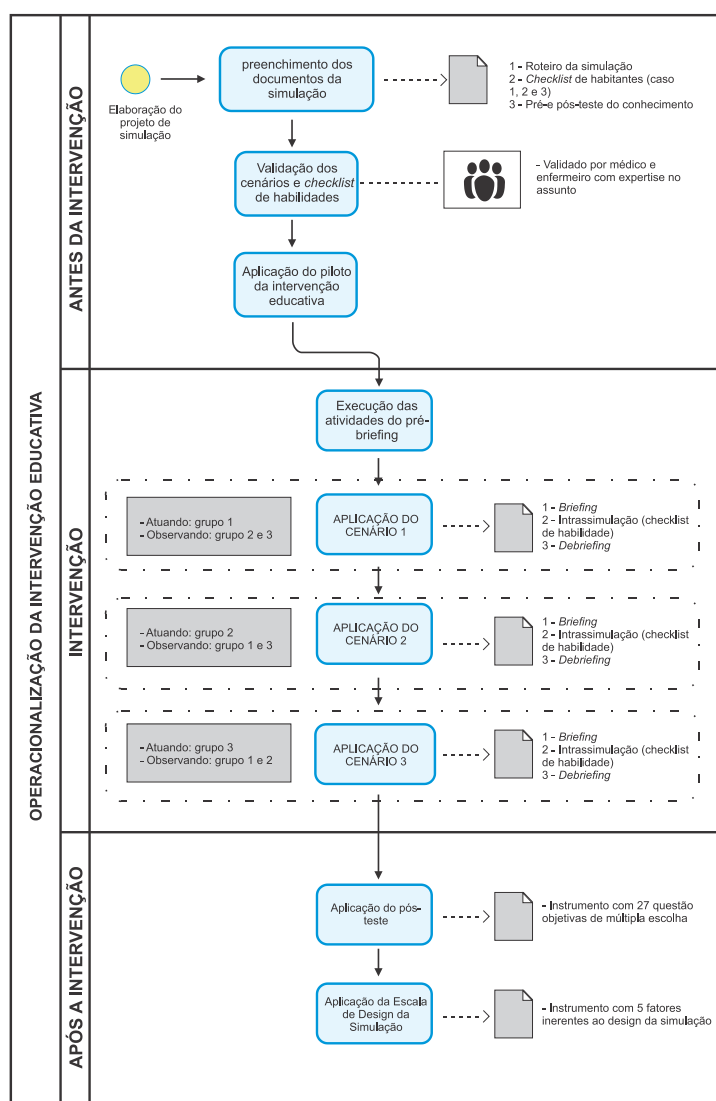 OPERACIONALIZAÇÃO DA INTERVENÇÃO EDUCATIVA
ANTES DA INTERVENÇÃO
Elaboração do
projeto de
simulação
preenchimento dos
documentos da
simulação
1 - Roteiro da simulação
2 - Checklist de habitantes (caso
1, 2 e 3)
3 - Pré-e pós-teste do conhecimento
Validação dos
cenários e checklist
de habilidades
- Validado por médico e
enfermeiro com expertise no
assunto
Aplicação do piloto
da intervenção
educativa
INTERVENÇÃO
Execução das
atividades do pré-
briefing
- Atuando: grupo 1
- Observando: grupo 2 e 3
APLICAÇÃO DO
CENÁRIO 1
1 - Briefing
2 - Intrassimulação (checklist
de habilidade)
3 - Debriefing
- Atuando: grupo 2
- Observando: grupo 1 e 3
APLICAÇÃO DO
CENÁRIO 2
1 - Briefing
2 - Intrassimulação (checklist
de habilidade)
3 - Debriefing
- Atuando: grupo 3
- Observando: grupo 1 e 2
APLICAÇÃO DO
CENÁRIO 3
1 - Briefing
2 - Intrassimulação (checklist
de habilidade)
3 - Debriefing
APÓS A INTERVENÇÃO
Aplicação do pós-
teste
- Instrumento com 27 questão
objetivas de múltipla escolha
Aplicação da Escala
de Design da
Simulação
- Instrumento com 5 fatores
inerentes ao design da simulação